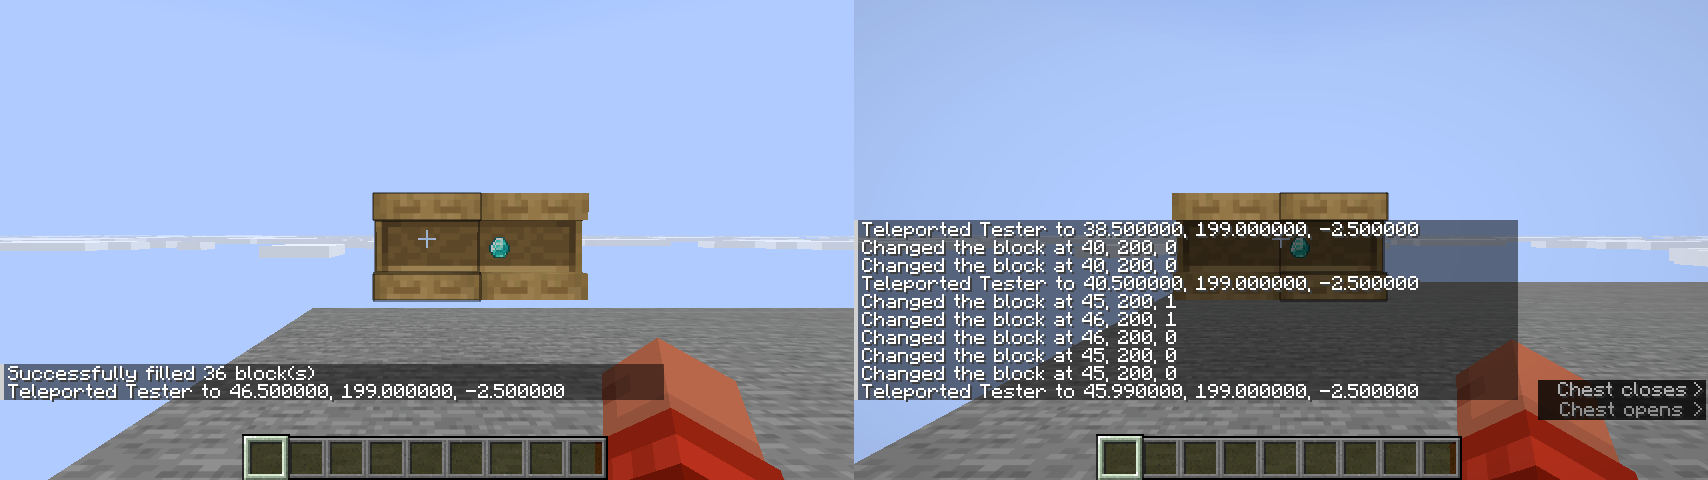 Successfully filled 36 block(s)
Teleported Tester to 46.500000, 199.000000, -2.500000
Teleported Tester to 38.500000, 199.000000, -2.500000
Changed the block at 40, 200, 0
Changed the block at 40, 200, 0
Teleported Tester to 40.500000, 199.000000, -2.500000
Changed the block at 45, 200, 1
Changed the block at 46, 200, 1
Changed the block at 46, 200, 0
Changed the block at 45, 200, 0
Changed the block at 45, 200, 0
Teleported Tester to 45.990000, 199.000000, -2.500000
Chest closes >
Chest opens >